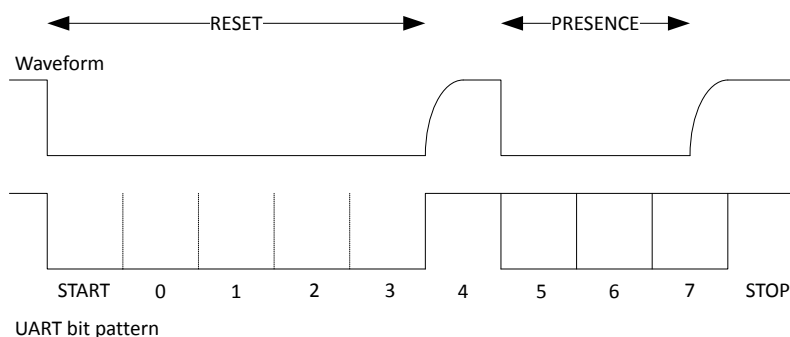 RESET PRESENCE
Waveform
START 0 1 2 3 4 5 6 7 STOP
UART bit pattern